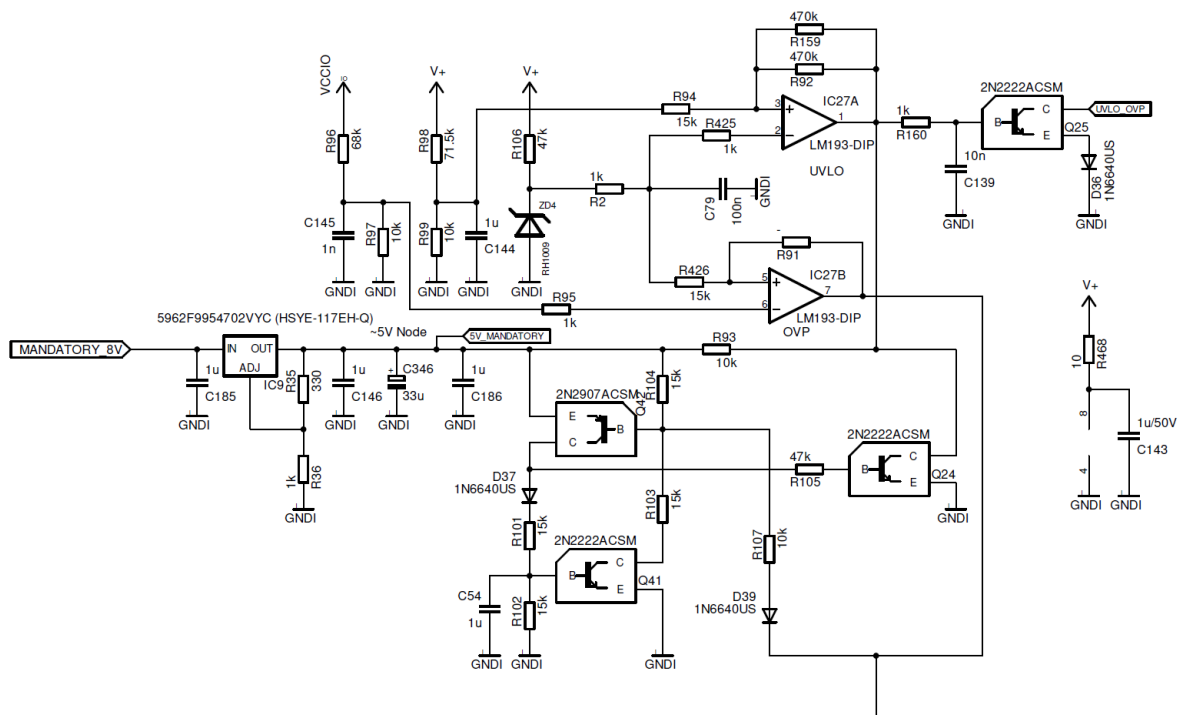 470k
R159
470k
R92
VCCIO
IO
V+
V+
2N2222ACSM
IC27A
R94
15k
3
2
1
R425
1k
LM193-DIP
UVLO
1k
R160
B
C
E
Q25
UVLO_OVP
R96
68k
R98
71.5k
R106
47k
10n
C139
D36
1N6640US
1k
R2
C79
100n
GNDI
GNDI
GNDI
ZD4
RH1009
C145
1n
R97
10k
R99
10k
1u
C144
-
R91
IC27B
R426
15k
5
6
7
LM193-DIP
OVP
GNDI
GNDI
GNDI
GNDI
GNDI
R95
1k
V+
5962F9954702VYC (HSYE-117EH-Q)
~5V Node
5V_MANDATORY
MANDATORY_8V
IN
OUT
ADJ
IC9
R93
10k
R468
10
1u
C185
R35
330
1u
C146
+
C346
33u
1u
C186
R104
15k
GNDI
GNDI
GNDI
GNDI
2N2907ACSM
Q42
E
C
B
8
4
1u/50V
C143
2N2222ACSM
47k
R105
B
C
E
Q24
R36
1k
GNDI
D37
1N6640US
R103
15k
GNDI
GNDI
GNDI
R101
15k
2N2222ACSM
B
C
E
Q41
R107
10k
C54
1u
R102
15k
D39
1N6640US
GNDI
GNDI
GNDI